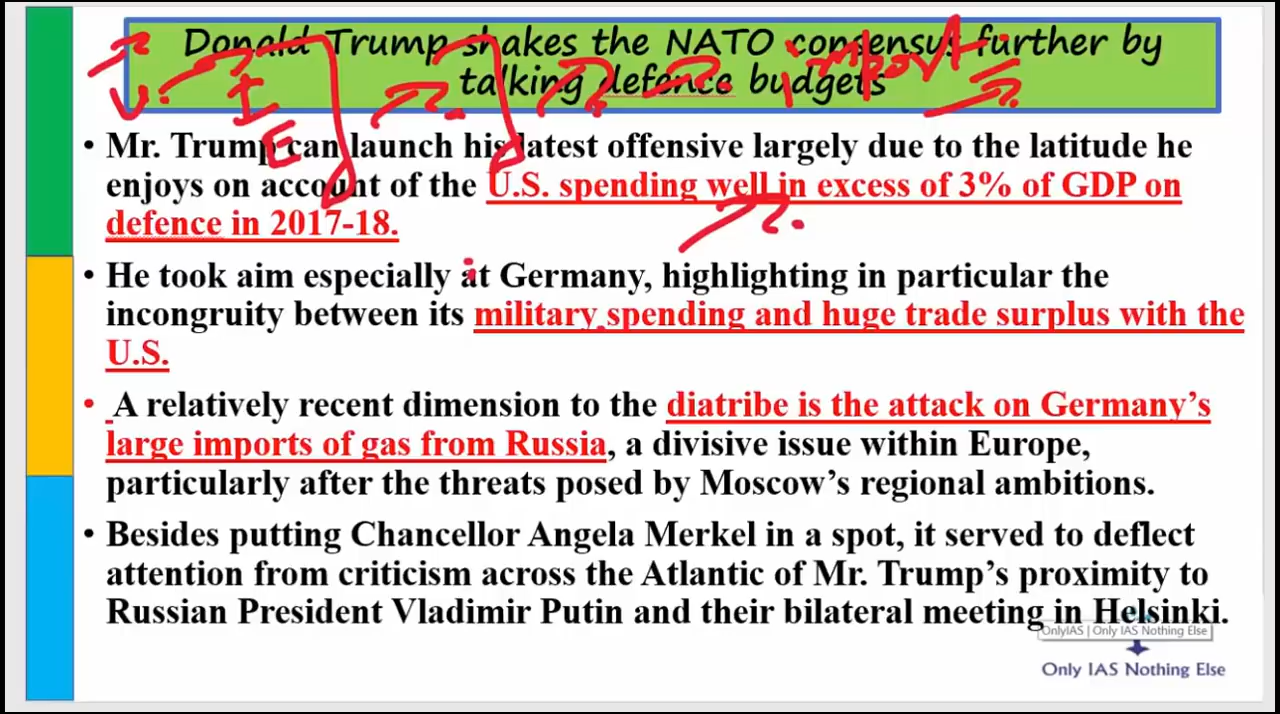 Donald Trump shakes the NATO consensus further by
talking defence budgets
I
E
import
• Mr. Trump can launch his latest offensive largely due to the latitude he
enjoys on account of the U.S. spending well in excess of 3% of GDP on
defence in 2017-18.
• He took aim especially at Germany, highlighting in particular the
incongruity between its military spending and huge trade surplus with the
U.S.
• A relatively recent dimension to the diatribe is the attack on Germany’s
large imports of gas from Russia, a divisive issue within Europe,
particularly after the threats posed by Moscow’s regional ambitions.
• Besides putting Chancellor Angela Merkel in a spot, it served to deflect
attention from criticism across the Atlantic of Mr. Trump’s proximity to
Russian President Vladimir Putin and their bilateral meeting in Helsinki.
OnlyIAS | Only IAS Nothing Else
Only IAS Nothing Else